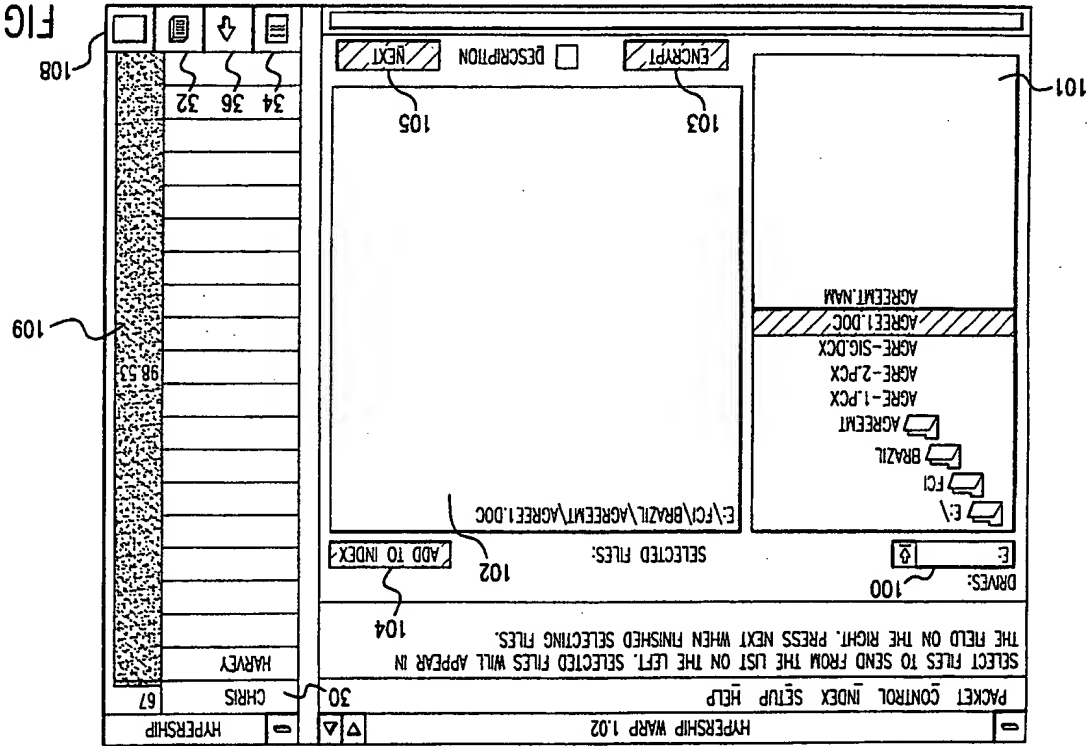 HYPERSHIP WARP 1.02
HYPERSHIP
PACKET CONTROL INDEX SETUP HELP
30
CHRIS
67
SELECT FILES TO SEND FROM THE LIST ON THE LEFT. SELECTED FILES WILL APPEAR IN
THE FIELD ON THE RIGHT. PRESS NEXT WHEN FINISHED SELECTING FILES.
HARVEY
DRIVES:
100
104
E:
SELECTED FILES:
102
ADD TO INDEX
E:\
FCI
BRAZIL
AGREEMT
AGRE-1.PCX
AGRE-2.PCX
AGRE-SIG.DCX
AGREE1.DOC
AGREEMT.NAM
E:\FCI\BRAZIL\AGREEMT\AGREE1.DOC
98.53
109
101
103
105
34
36
32
108
ENCRYPT
DESCRIPTION
NEXT
FIG